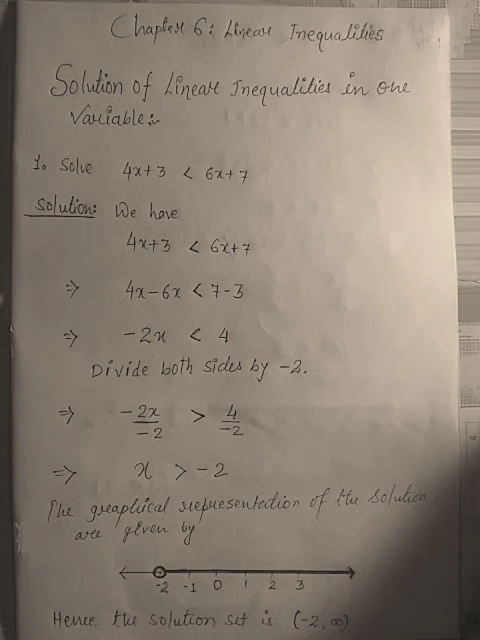 Chapter 6: Linear Inequalities
Solution of Linear Inequalities in one
Variable:-
1. Solve 4x+3 < 6x+7
Solution: We have
4x+3 < 6x+7
⇒ 4x-6x < 7-3
⇒ -2x < 4
Divide both sides by -2.
⇒ -2x/-2 > 4/-2
⇒ x > -2
The graphical representation of the solution
are given by
-2 -1 0 1 2 3
Hence, the solution set is (-2, ∞)